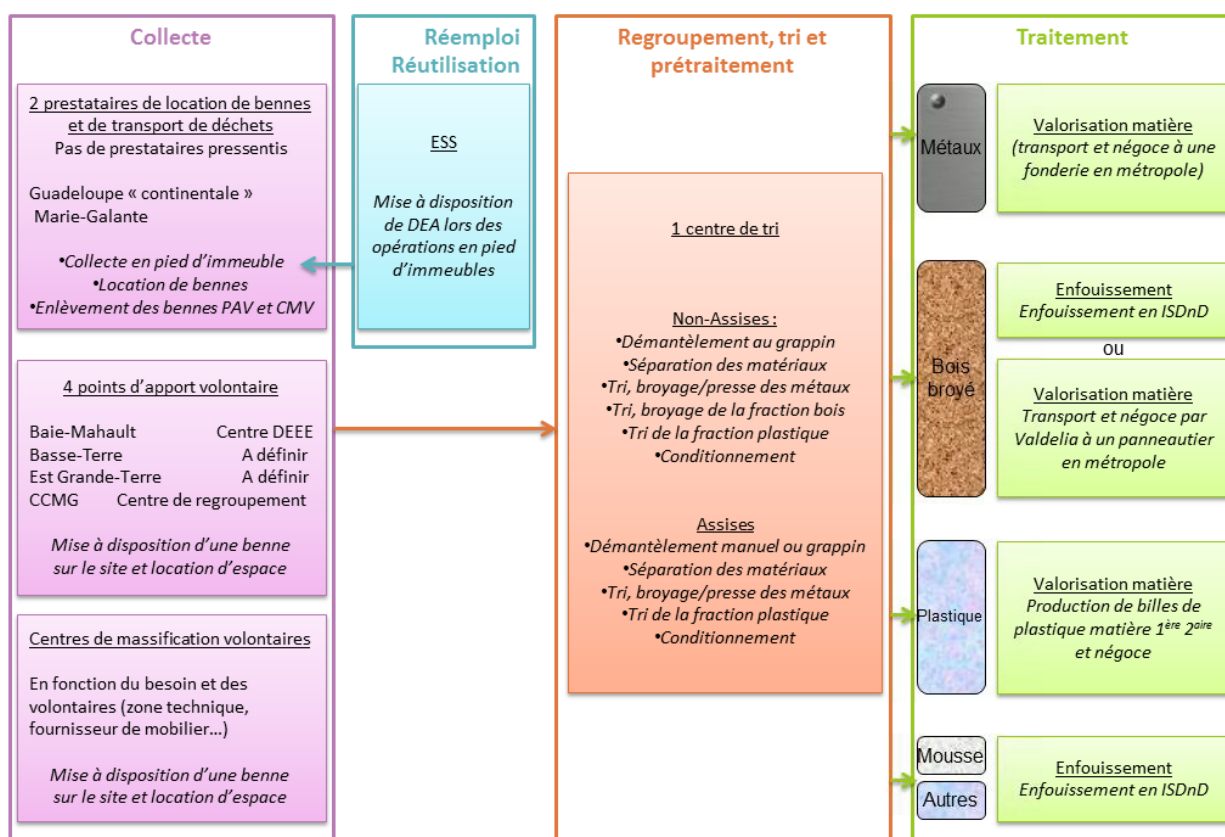 Collecte
2 prestataires de location de bennes
et de transport de déchets
Pas de prestataires pressentis
Guadeloupe « continentale »
Marie-Galante
•Collecte en pied d'immeuble
•Location de bennes
•Enlèvement des bennes PAV et CMV
4 points d'apport volontaire
Baie-Mahault Centre DEEE
Basse-Terre A définir
Est Grande-Terre A définir
CCMG Centre de regroupement
Mise à disposition d'une benne
sur le site et location d'espace
Centres de massification volontaires
En fonction du besoin et des
volontaires (zone technique,
fournisseur de mobilier…)
Mise à disposition d'une benne
sur le site et location d'espace
Réemploi
Réutilisation
ESS
Mise à disposition
de DEA lors des
opérations en pied
d'immeubles
Regroupement, tri et
prétraitement
1 centre de tri
Non-Assises :
•Démantèlement au grappin
•Séparation des matériaux
•Tri, broyage/presse des métaux
•Tri, broyage de la fraction bois
•Tri de la fraction plastique
•Conditionnement
Assises
•Démantèlement manuel ou grappin
•Séparation des matériaux
•Tri, broyage/presse des métaux
•Tri de la fraction plastique
•Conditionnement
Traitement
Métaux
Valorisation matière
(transport et négoce à une
fonderie en métropole)
Bois
broyé
Enfouissement
Enfouissement en ISDnD
ou
Valorisation matière
Transport et négoce par
Valdelia à un panneautier
en métropole
Plastique
Valorisation matière
Production de billes de
plastique matière 1ère 2aire
et négoce
Mousse
Autres
Enfouissement
Enfouissement en ISDnD